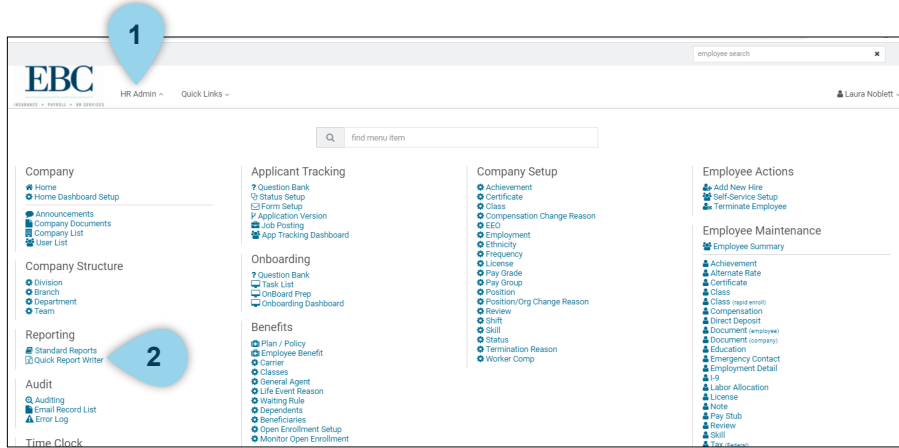 1
employee search
EBC
INSURANCE + PAYROLL + HR SERVICES
HR Admin
Quick Links
Laura Noblett
find menu item
Company
Home
Home Dashboard Setup
Announcements
Company Documents
Company List
User List
Company Structure
Division
Branch
Department
Team
Reporting
Standard Reports
Quick Report Writer
2
Audit
Auditing
Email Record List
Error Log
Time Clock
Applicant Tracking
Question Bank
Status Setup
Form Setup
Application Version
Job Posting
App Tracking Dashboard
Onboarding
Question Bank
Task List
OnBoard Prep
Onboarding Dashboard
Benefits
Plan / Policy
Employee Benefit
Carrier
Classes
General Agent
Life Event Reason
Waiting Rule
Dependents
Beneficiaries
Open Enrollment Setup
Monitor Open Enrollment
Company Setup
Achievement
Certificate
Class
Compensation Change Reason
EEO
Employment
Ethnicity
Frequency
License
Pay Grade
Pay Group
Position
Position/Org Change Reason
Review
Shift
Skill
Status
Termination Reason
Worker Comp
Employee Actions
Add New Hire
Self-Service Setup
Terminate Employee
Employee Maintenance
Employee Summary
Achievement
Alternate Rate
Certificate
Class
Class (rapid enroll)
Compensation
Direct Deposit
Document (employee)
Document (company)
Education
Emergency Contact
Employment Detail
I-9
Labor Allocation
License
Note
Pay Stub
Review
Skill
Tax (Federal)